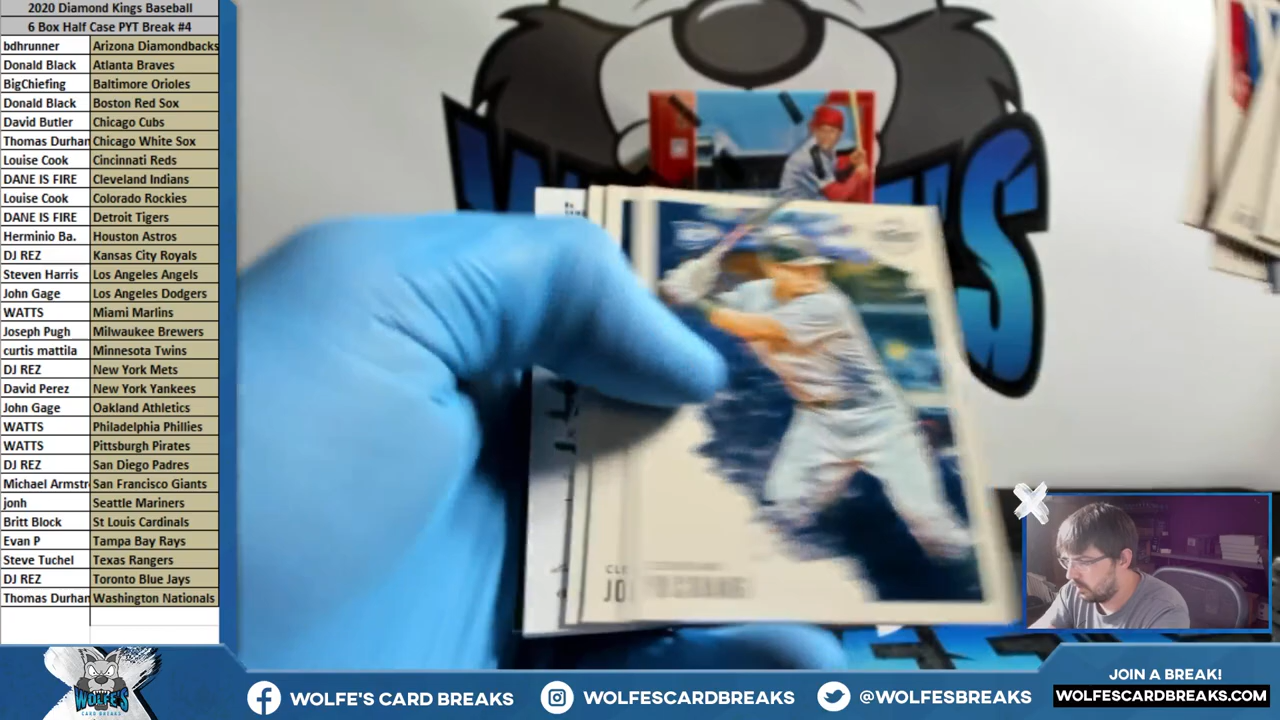 2020 Diamond Kings Baseball
6 Box Half Case PYT Break #4
bdhrunner Arizona Diamondbacks
Donald Black Atlanta Braves
BigChiefing Baltimore Orioles
Donald Black Boston Red Sox
David Butler Chicago Cubs
Thomas Durhan Chicago White Sox
Louise Cook Cincinnati Reds
DANE IS FIRE Cleveland Indians
Louise Cook Colorado Rockies
DANE IS FIRE Detroit Tigers
Herminio Ba. Houston Astros
DJ REZ Kansas City Royals
Steven Harris Los Angeles Angels
John Gage Los Angeles Dodgers
WATTS Miami Marlins
Joseph Pugh Milwaukee Brewers
curtis mattila Minnesota Twins
DJ REZ New York Mets
David Perez New York Yankees
John Gage Oakland Athletics
WATTS Philadelphia Phillies
WATTS Pittsburgh Pirates
DJ REZ San Diego Padres
Michael Armstr San Francisco Giants
jonh Seattle Mariners
Britt Block St Louis Cardinals
Evan P Tampa Bay Rays
Steve Tuchel Texas Rangers
DJ REZ Toronto Blue Jays
Thomas Durhan Washington Nationals
WOLFE'S
CARD BREAKS
WOLFE'S CARD BREAKS
WOLFESCARDBREAKS
@WOLFESBREAKS
JOIN A BREAK!
WOLFESCARDBREAKS.COM